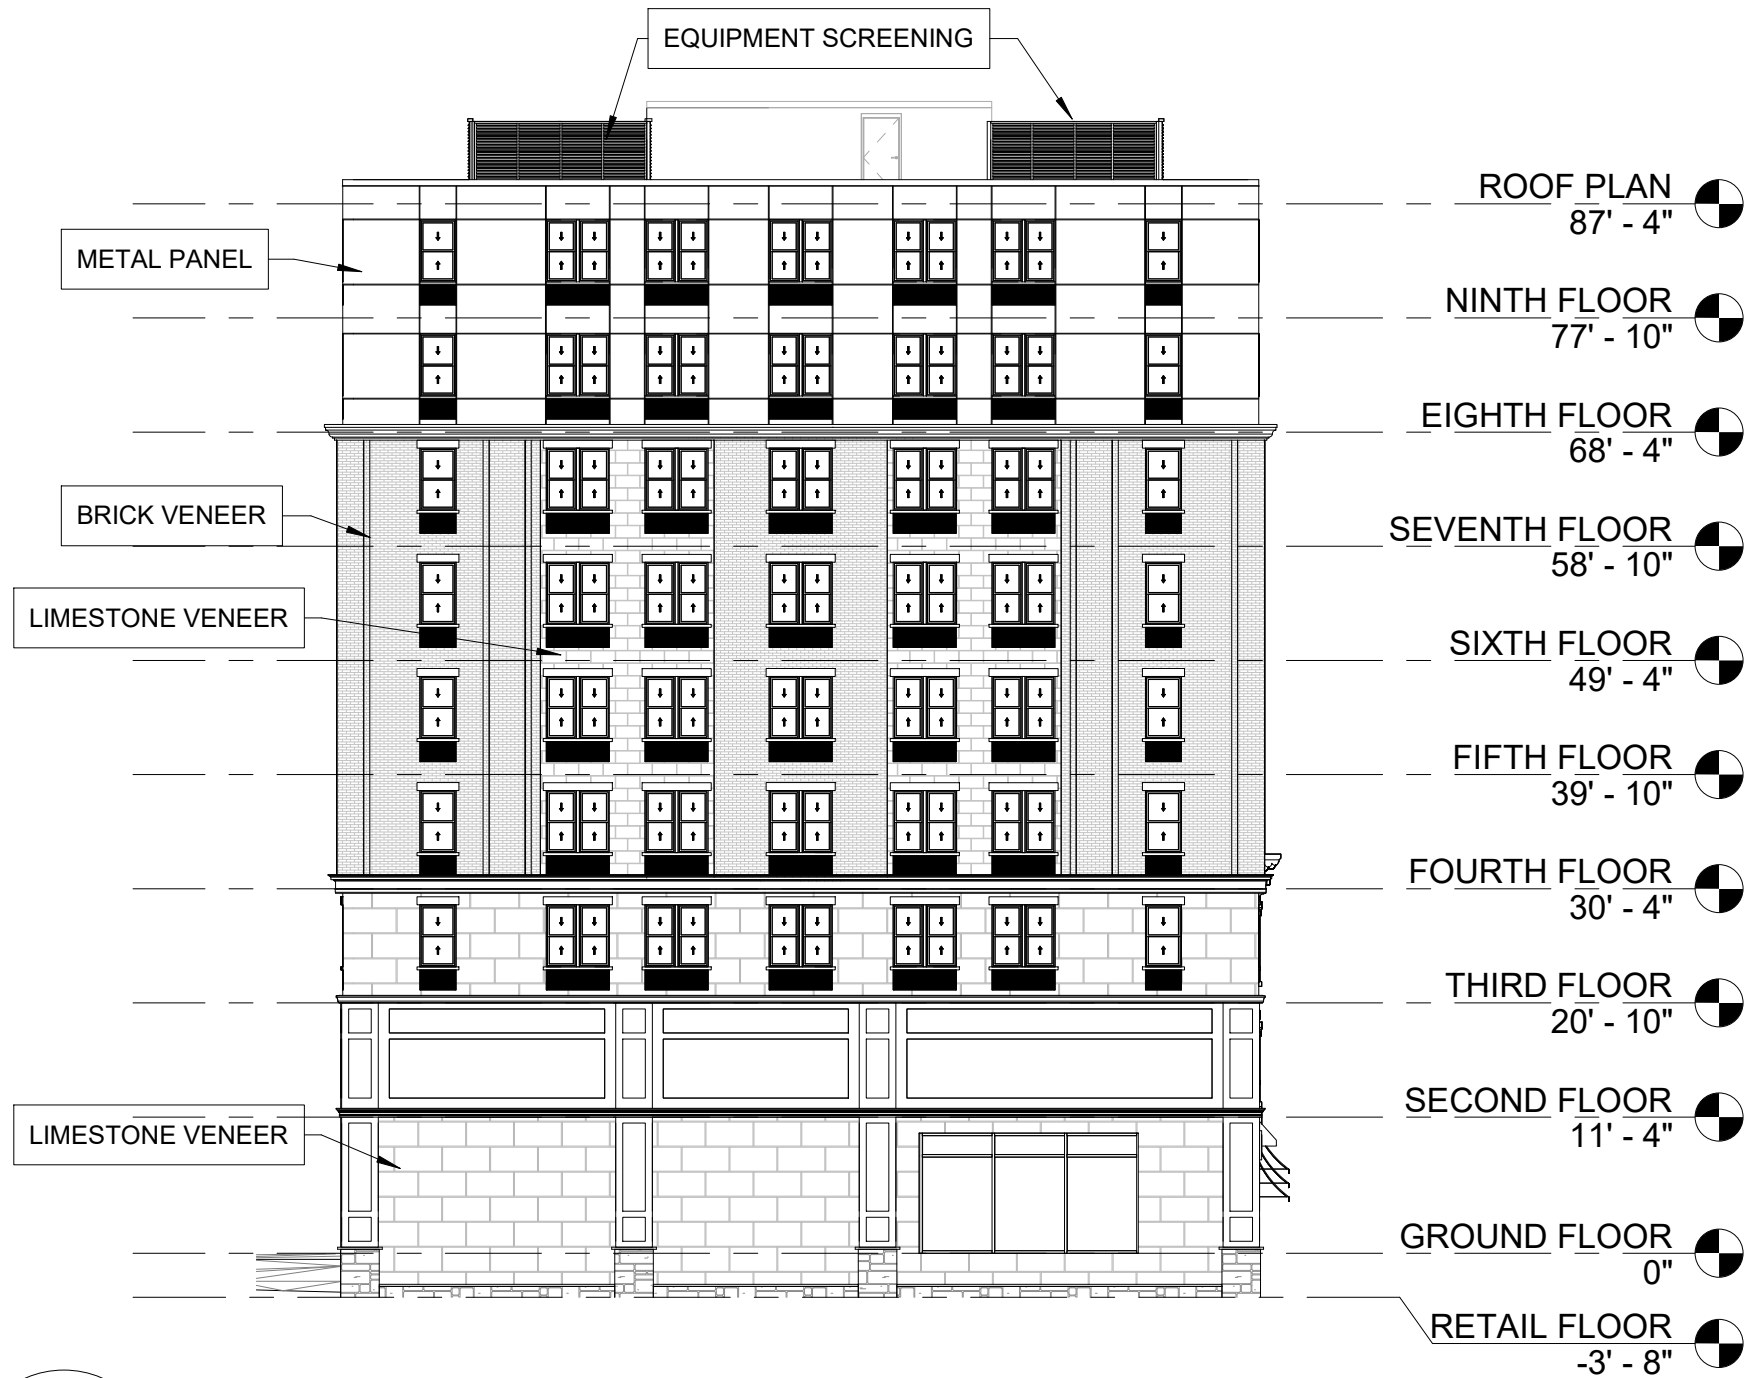 EQUIPMENT SCREENING
ROOF PLAN
87' - 4"
METAL PANEL
NINTH FLOOR
77' - 10"
EIGHTH FLOOR
68' - 4"
BRICK VENEER
SEVENTH FLOOR
58' - 10"
LIMESTONE VENEER
SIXTH FLOOR
49' - 4"
FIFTH FLOOR
39' - 10"
FOURTH FLOOR
30' - 4"
THIRD FLOOR
20' - 10"
SECOND FLOOR
11' - 4"
LIMESTONE VENEER
GROUND FLOOR
0"
RETAIL FLOOR
-3' - 8"